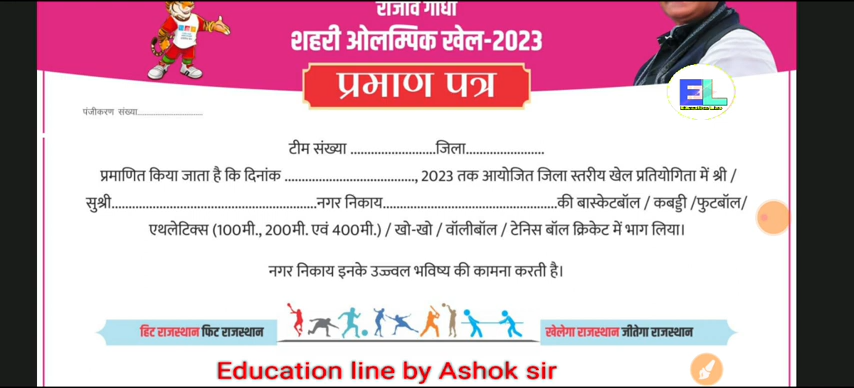 राजीव गांधी
शहरी ओलम्पिक खेल-2023
प्रमाण पत्र
EL
पंजीकरण संख्या..............................
टीम संख्या .........................जिला.......................
प्रमाणित किया जाता है कि दिनांक ......................................, 2023 तक आयोजित जिला स्तरीय खेल प्रतियोगिता में श्री /
सुश्री............................................................नगर निकाय...................................................की बास्केटबॉल / कबड्डी /फुटबॉल/
एथलेटिक्स (100मी., 200मी. एवं 400मी.) / खो-खो / वॉलीबॉल / टेनिस बॉल क्रिकेट में भाग लिया।
नगर निकाय इनके उज्ज्वल भविष्य की कामना करती है।
हिट राजस्थान फिट राजस्थान
खेलेगा राजस्थान जीतेगा राजस्थान
Education line by Ashok sir